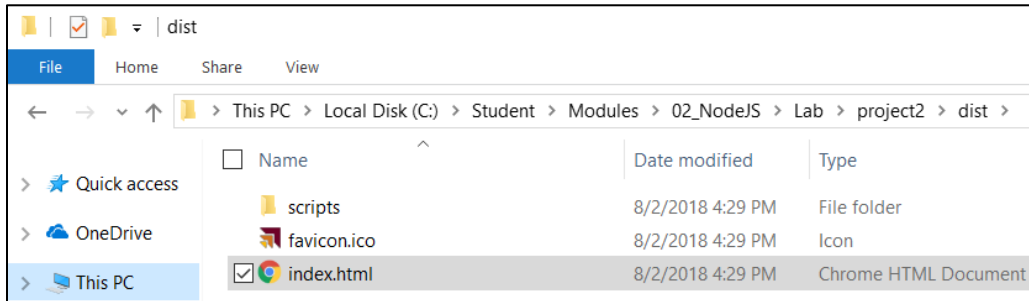 dist
File Home Share View
This PC > Local Disk (C:) > Student > Modules > 02_NodeJS > Lab > project2 > dist >
Name Date modified Type
Quick access
scripts 8/2/2018 4:29 PM File folder
OneDrive
favicon.ico 8/2/2018 4:29 PM Icon
This PC
index.html 8/2/2018 4:29 PM Chrome HTML Document